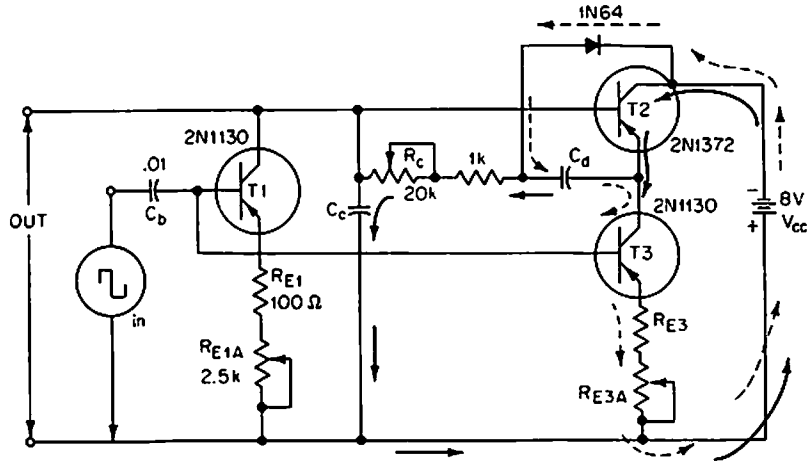 1N64
T2
2N1130
2N1372
.01
Rc
1k
Cd
T1
20k
Cb
Cc
2N1130
OUT
−
8V
+
Vcc
T3
RE1
100 Ω
in
RE3
RE1A
2.5k
RE3A